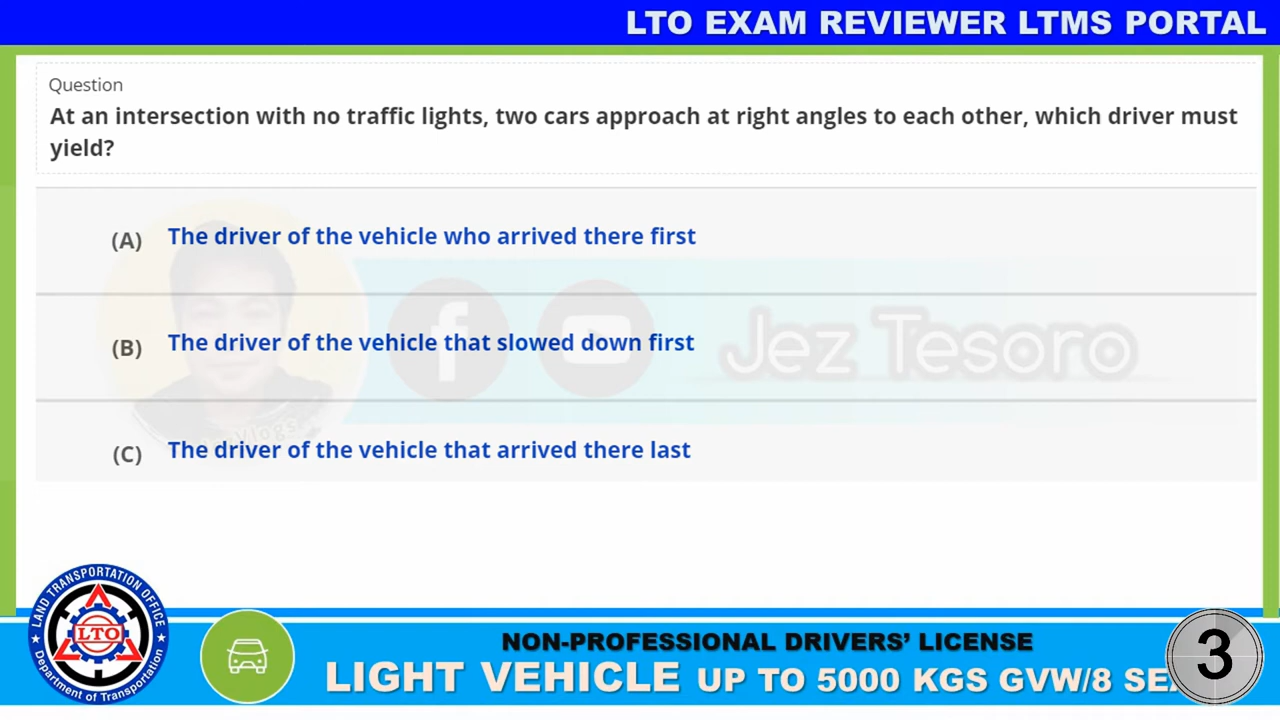 LTO EXAM REVIEWER LTMS PORTAL
Question
At an intersection with no traffic lights, two cars approach at right angles to each other, which driver must
yield?
(A) The driver of the vehicle who arrived there first
(B) The driver of the vehicle that slowed down first
Jez Tesoro
Vlogs
(C) The driver of the vehicle that arrived there last
LAND TRANSPORTATION OFFICE
LTO
Department of Transportation
NON-PROFESSIONAL DRIVERS’ LICENSE
LIGHT VEHICLE UP TO 5000 KGS GVW/8
3